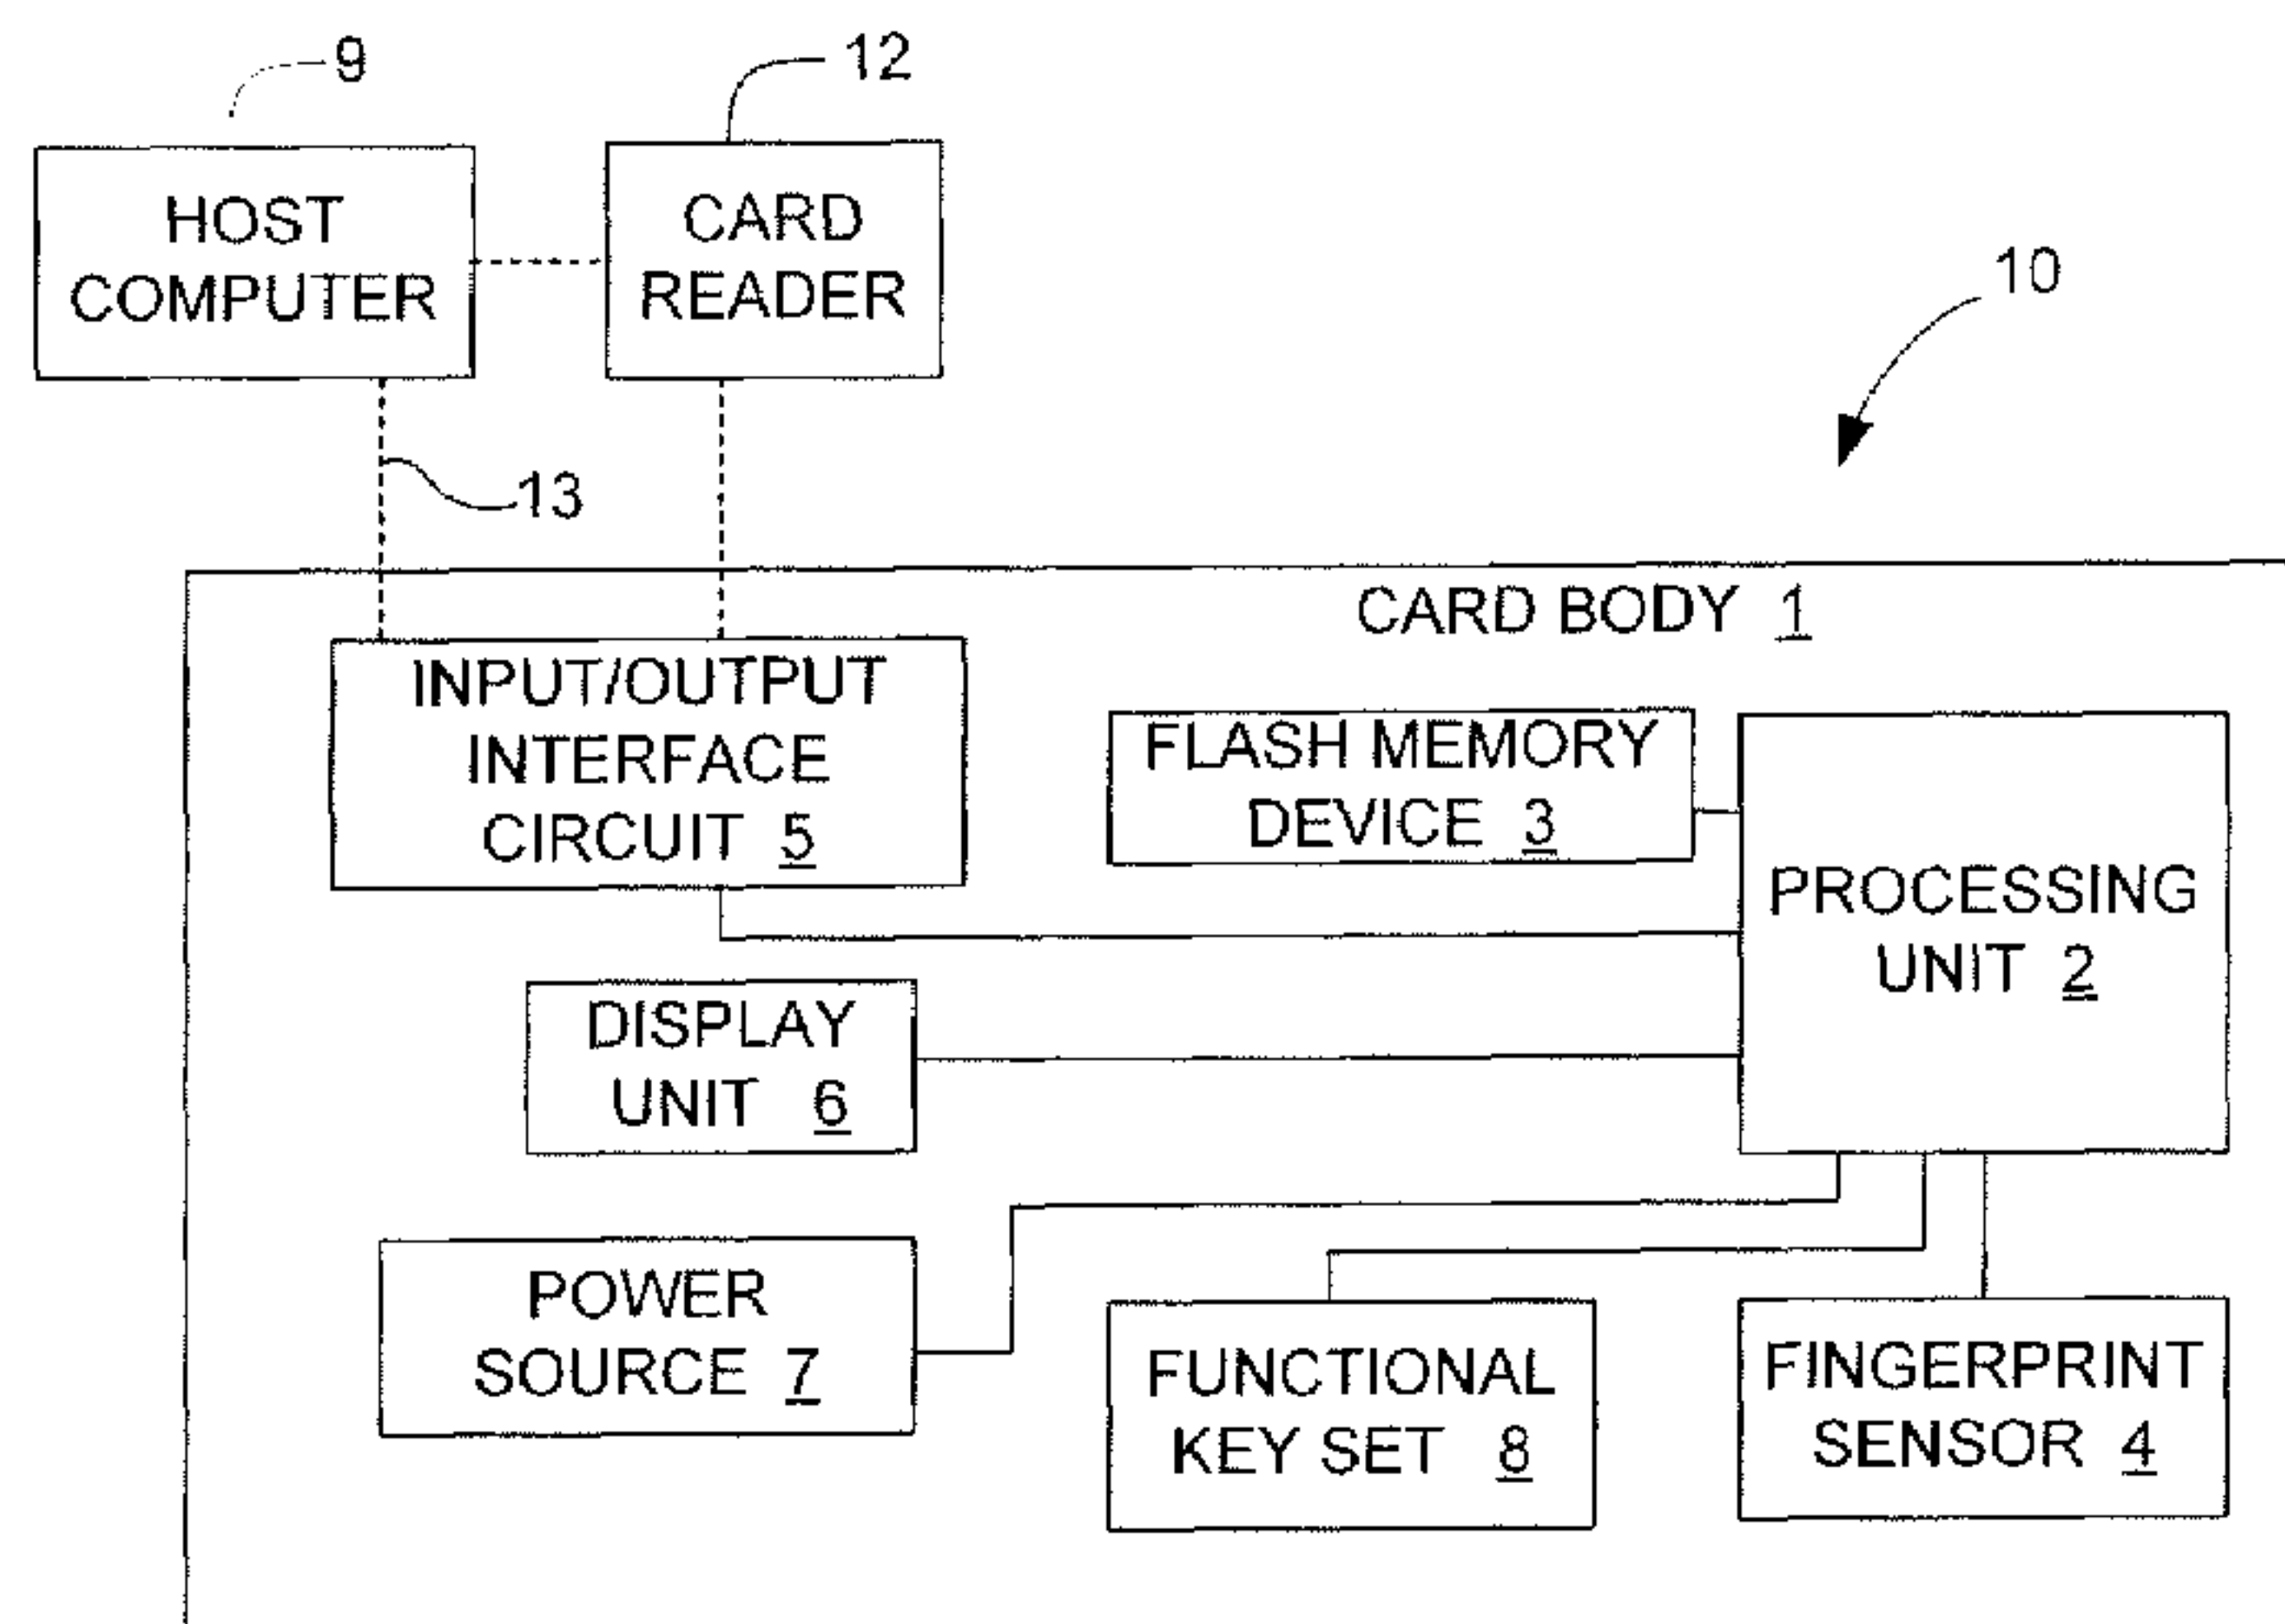 9
12
HOST
COMPUTER
CARD
READER
10
13
CARD BODY 1
INPUT/OUTPUT
INTERFACE
CIRCUIT 5
FLASH MEMORY
DEVICE 3
PROCESSING
UNIT 2
DISPLAY
UNIT 6
POWER
SOURCE 7
FUNCTIONAL
KEY SET 8
FINGERPRINT
SENSOR 4